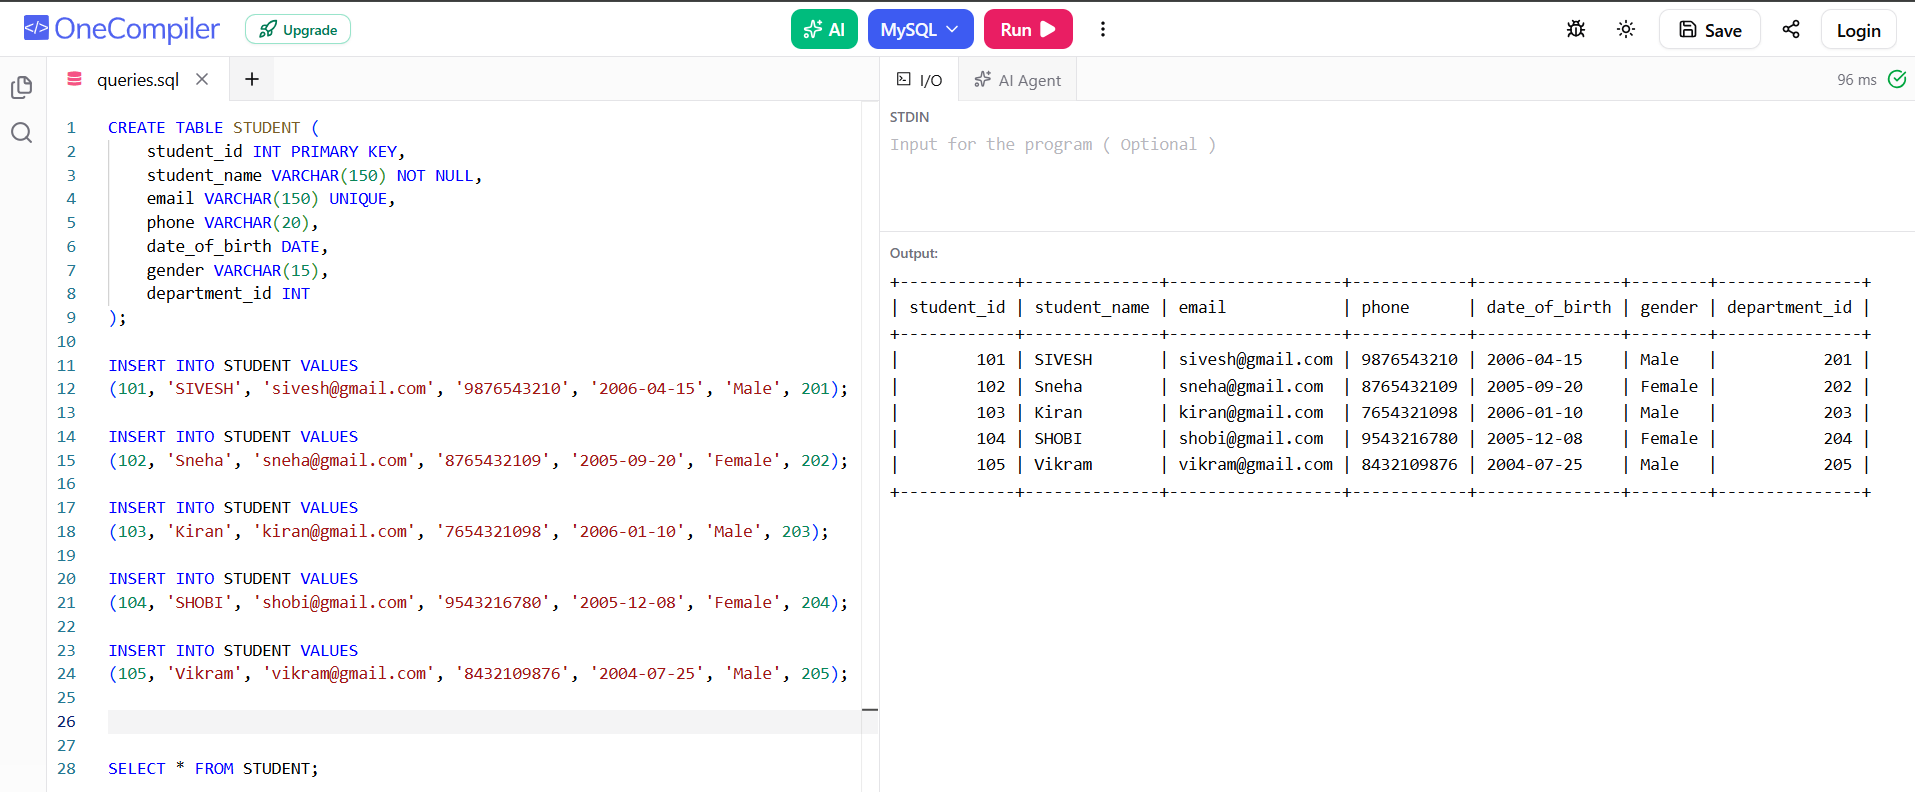 </> OneCompiler Upgrade AI MySQL Run Save Login
queries.sql × + I/O AI Agent 96 ms
STDIN
Input for the program ( Optional )
1 CREATE TABLE STUDENT (
2 student_id INT PRIMARY KEY,
3 student_name VARCHAR(150) NOT NULL,
4 email VARCHAR(150) UNIQUE,
5 phone VARCHAR(20),
6 date_of_birth DATE,
7 gender VARCHAR(15),
8 department_id INT
9 );
10
11 INSERT INTO STUDENT VALUES
12 (101, 'SIVESH', 'sivesh@gmail.com', '9876543210', '2006-04-15', 'Male', 201);
13
14 INSERT INTO STUDENT VALUES
15 (102, 'Sneha', 'sneha@gmail.com', '8765432109', '2005-09-20', 'Female', 202);
16
17 INSERT INTO STUDENT VALUES
18 (103, 'Kiran', 'kiran@gmail.com', '7654321098', '2006-01-10', 'Male', 203);
19
20 INSERT INTO STUDENT VALUES
21 (104, 'SHOBI', 'shobi@gmail.com', '9543216780', '2005-12-08', 'Female', 204);
22
23 INSERT INTO STUDENT VALUES
24 (105, 'Vikram', 'vikram@gmail.com', '8432109876', '2004-07-25', 'Male', 205);
25
26
27
28 SELECT * FROM STUDENT;
Output:
+------------+--------------+------------------+------------+---------------+--------+---------------+
| student_id | student_name | email            | phone      | date_of_birth | gender | department_id |
+------------+--------------+------------------+------------+---------------+--------+---------------+
|        101 | SIVESH       | sivesh@gmail.com | 9876543210 | 2006-04-15    | Male   |           201 |
|        102 | Sneha        | sneha@gmail.com  | 8765432109 | 2005-09-20    | Female |           202 |
|        103 | Kiran        | kiran@gmail.com  | 7654321098 | 2006-01-10    | Male   |           203 |
|        104 | SHOBI        | shobi@gmail.com  | 9543216780 | 2005-12-08    | Female |           204 |
|        105 | Vikram       | vikram@gmail.com | 8432109876 | 2004-07-25    | Male   |           205 |
+------------+--------------+------------------+------------+---------------+--------+---------------+